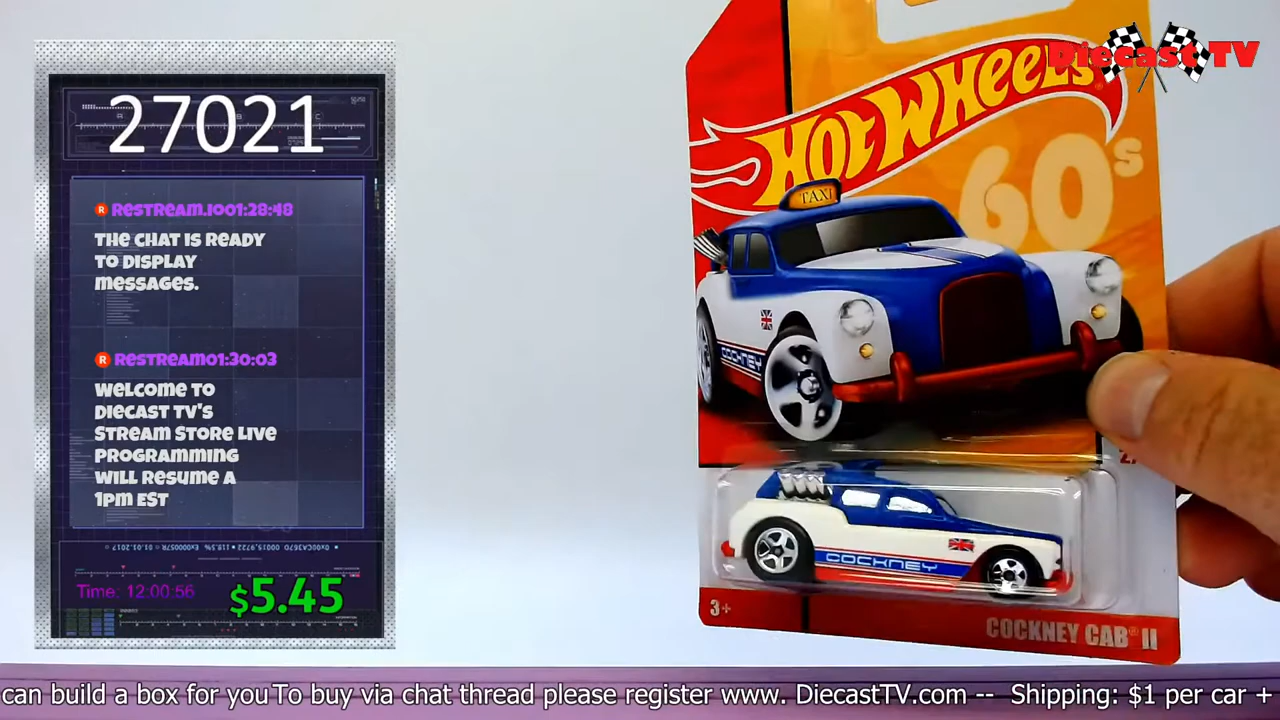 27021
Restream.io01:28:48
The chat is ready
to display
messages.
Restream01:30:03
Welcome to
Diecast TV's
Stream Store Live
Programming
will resume a
1pm EST
Time: 12:00:56
$5.45
Diecast TV
HOT WHEELS
60s
TAXI
COCKNEY
COCKNEY
3+
COCKNEY CAB® II
can build a box for you To buy via chat thread please register www. DiecastTV.com -- Shipping: $1 per car +